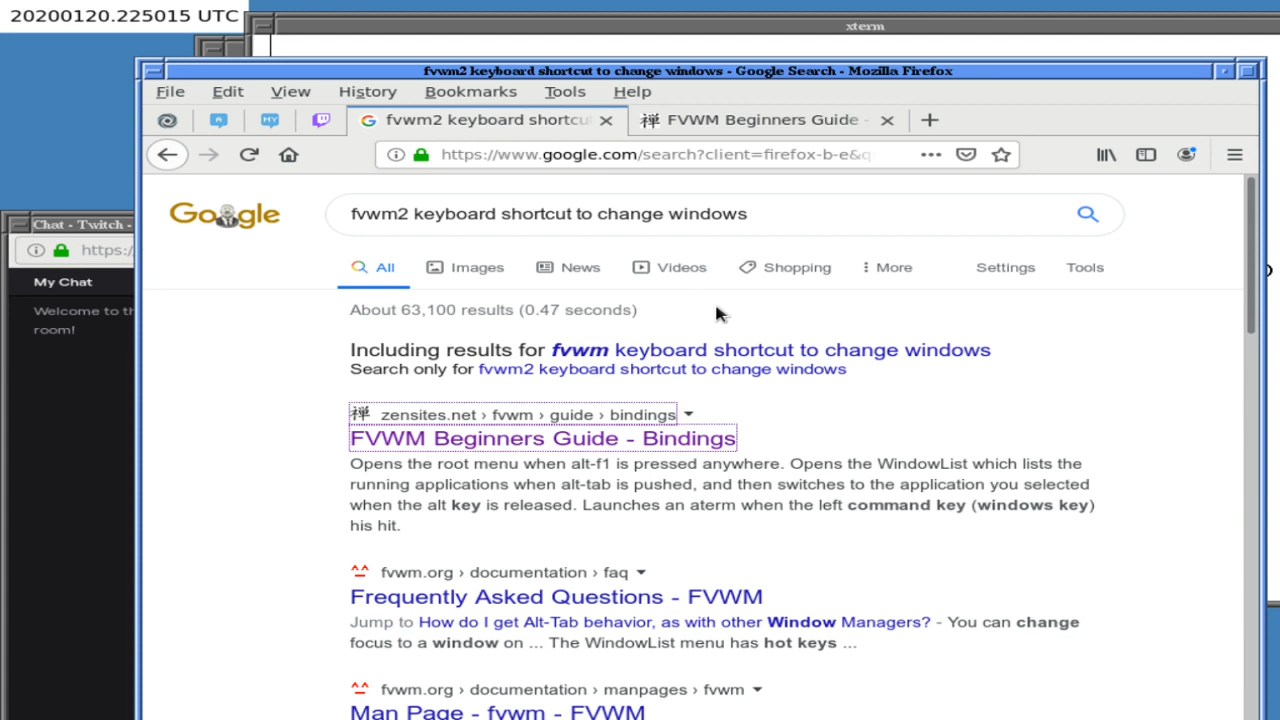 20200120.225015 UTC
xterm
fvwm2 keyboard shortcut to change windows - Google Search - Mozilla Firefox
File Edit View History Bookmarks Tools Help
fvwm2 keyboard shortcu
禅 FVWM Beginners Guide -
https://www.google.com/search?client=firefox-b-e&q
Chat - Twitch -
https:/
My Chat
Welcome to th
room!
Google
fvwm2 keyboard shortcut to change windows
All Images News Videos Shopping More Settings Tools
About 63,100 results (0.47 seconds)
Including results for fvwm keyboard shortcut to change windows
Search only for fvwm2 keyboard shortcut to change windows
禅 zensites.net › fvwm › guide › bindings
FVWM Beginners Guide - Bindings
Opens the root menu when alt-f1 is pressed anywhere. Opens the WindowList which lists the
running applications when alt-tab is pushed, and then switches to the application you selected
when the alt key is released. Launches an aterm when the left command key (windows key)
his hit.
fvwm.org › documentation › faq
Frequently Asked Questions - FVWM
Jump to How do I get Alt-Tab behavior, as with other Window Managers? - You can change
focus to a window on ... The WindowList menu has hot keys ...
fvwm.org › documentation › manpages › fvwm
Man Page - fvwm - FVWM